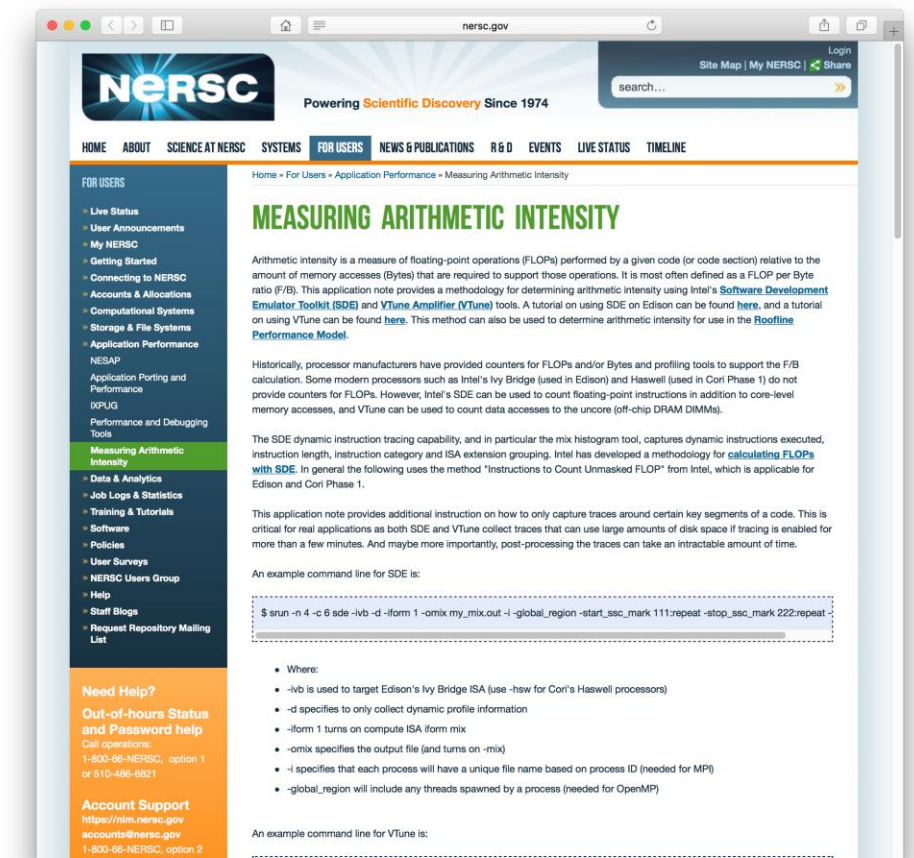 nersc.gov
Login
Site Map | My NERSC | Share
search...
NERSC
Powering Scientific Discovery Since 1974
HOME ABOUT SCIENCE AT NERSC SYSTEMS FOR USERS NEWS & PUBLICATIONS R & D EVENTS LIVE STATUS TIMELINE
FOR USERS
» Live Status
» User Announcements
» My NERSC
» Getting Started
» Connecting to NERSC
» Accounts & Allocations
» Computational Systems
» Storage & File Systems
» Application Performance
NESAP
Application Porting and
Performance
IXPUG
Performance and Debugging
Tools
Measuring Arithmetic
Intensity
» Data & Analytics
» Job Logs & Statistics
» Training & Tutorials
» Software
» Policies
» User Surveys
» NERSC Users Group
» Help
» Staff Blogs
» Request Repository Mailing
List
Need Help?
Out-of-hours Status
and Password help
Call operations:
1-800-66-NERSC, option 1
or 510-486-6821
Account Support
https://nim.nersc.gov
accounts@nersc.gov
1-800-66-NERSC, option 2
Home » For Users » Application Performance » Measuring Arithmetic Intensity
MEASURING ARITHMETIC INTENSITY
Arithmetic intensity is a measure of floating-point operations (FLOPs) performed by a given code (or code section) relative to the
amount of memory accesses (Bytes) that are required to support those operations. It is most often defined as a FLOP per Byte
ratio (F/B). This application note provides a methodology for determining arithmetic intensity using Intel's Software Development
Emulator Toolkit (SDE) and VTune Amplifier (VTune) tools. A tutorial on using SDE on Edison can be found here, and a tutorial
on using VTune can be found here. This method can also be used to determine arithmetic intensity for use in the Roofline
Performance Model.
Historically, processor manufacturers have provided counters for FLOPs and/or Bytes and profiling tools to support the F/B
calculation. Some modern processors such as Intel's Ivy Bridge (used in Edison) and Haswell (used in Cori Phase 1) do not
provide counters for FLOPs. However, Intel's SDE can be used to count floating-point instructions in addition to core-level
memory accesses, and VTune can be used to count data accesses to the uncore (off-chip DRAM DIMMs).
The SDE dynamic instruction tracing capability, and in particular the mix histogram tool, captures dynamic instructions executed,
instruction length, instruction category and ISA extension grouping. Intel has developed a methodology for calculating FLOPs
with SDE. In general the following uses the method "Instructions to Count Unmasked FLOP" from Intel, which is applicable for
Edison and Cori Phase 1.
This application note provides additional instruction on how to only capture traces around certain key segments of a code. This is
critical for real applications as both SDE and VTune collect traces that can use large amounts of disk space if tracing is enabled for
more than a few minutes. And maybe more importantly, post-processing the traces can take an intractable amount of time.
An example command line for SDE is:
$ srun -n 4 -c 6 sde -ivb -d -iform 1 -omix my_mix.out -i -global_region -start_ssc_mark 111:repeat -stop_ssc_mark 222:repeat -
• Where:
• -ivb is used to target Edison's Ivy Bridge ISA (use -hsw for Cori's Haswell processors)
• -d specifies to only collect dynamic profile information
• -iform 1 turns on compute ISA iform mix
• -omix specifies the output file (and turns on -mix)
• -i specifies that each process will have a unique file name based on process ID (needed for MPI)
• -global_region will include any threads spawned by a process (needed for OpenMP)
An example command line for VTune is: